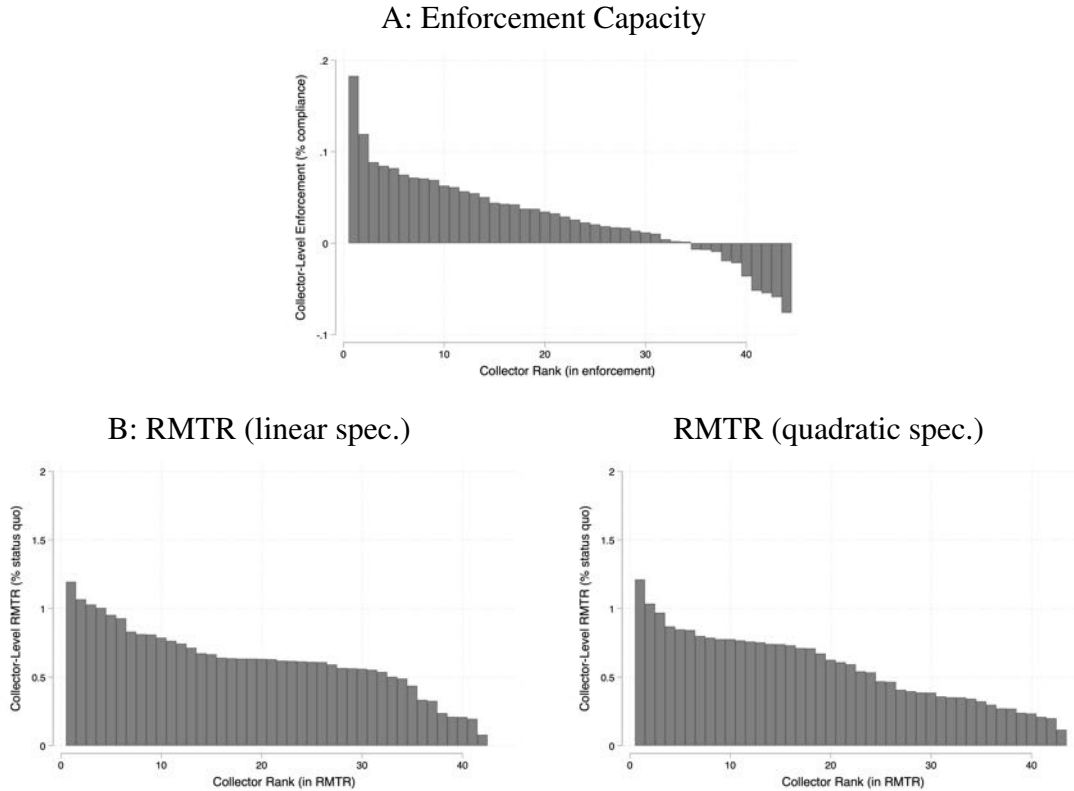 A: Enforcement Capacity
.2
.1
0
-.1
Collector-Level Enforcement (% compliance)
0 10 20 30 40
Collector Rank (in enforcement)
B: RMTR (linear spec.)
2
1.5
1
0.5
0
Collector-Level RMTR (% status quo)
0 10 20 30 40
Collector Rank (in RMTR)
RMTR (quadratic spec.)
2
1.5
1
0.5
0
Collector-Level RMTR (% status quo)
0 10 20 30 40
Collector Rank (in RMTR)